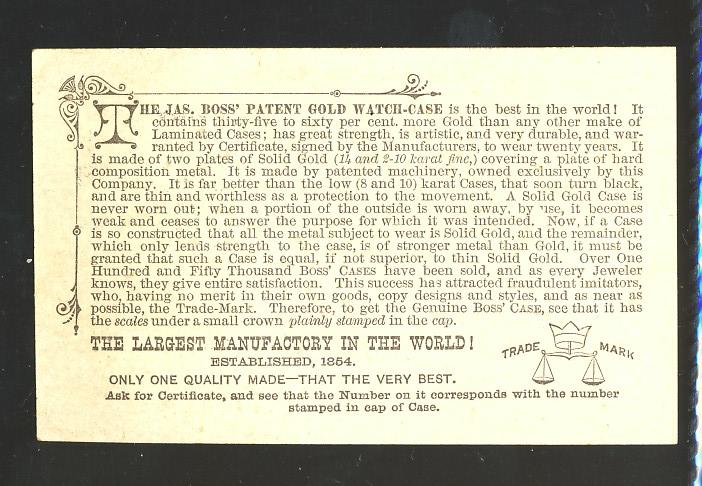 THE JAS. BOSS' PATENT GOLD WATCH-CASE is the best in the world! It
contains thirty-five to sixty per cent. more Gold than any other make of
Laminated Cases; has great strength, is artistic, and very durable, and war-
ranted by Certificate, signed by the Manufacturers, to wear twenty years. It
is made of two plates of Solid Gold (14 and 2-10 karat fine,) covering a plate of hard
composition metal. It is made by patented machinery, owned exclusively by this
Company. It is far better than the low (8 and 10) karat Cases, that soon turn black,
and are thin and worthless as a protection to the movement. A Solid Gold Case is
never worn out; when a portion of the outside is worn away, by use, it becomes
weak and ceases to answer the purpose for which it was intended. Now, if a Case
is so constructed that all the metal subject to wear is Solid Gold, and the remainder,
which only lends strength to the case, is of stronger metal than Gold, it must be
granted that such a Case is equal, if not superior, to thin Solid Gold. Over One
Hundred and Fifty Thousand BOSS' CASES have been sold, and as every Jeweler
knows, they give entire satisfaction. This success has attracted fraudulent imitators,
who, having no merit in their own goods, copy designs and styles, and as near as
possible, the Trade-Mark. Therefore, to get the Genuine BOSS' CASE, see that it has
the scales under a small crown plainly stamped in the cap.
THE LARGEST MANUFACTORY IN THE WORLD!
ESTABLISHED, 1854.
ONLY ONE QUALITY MADE—THAT THE VERY BEST.
TRADE MARK
Ask for Certificate, and see that the Number on it corresponds with the number
stamped in cap of Case.